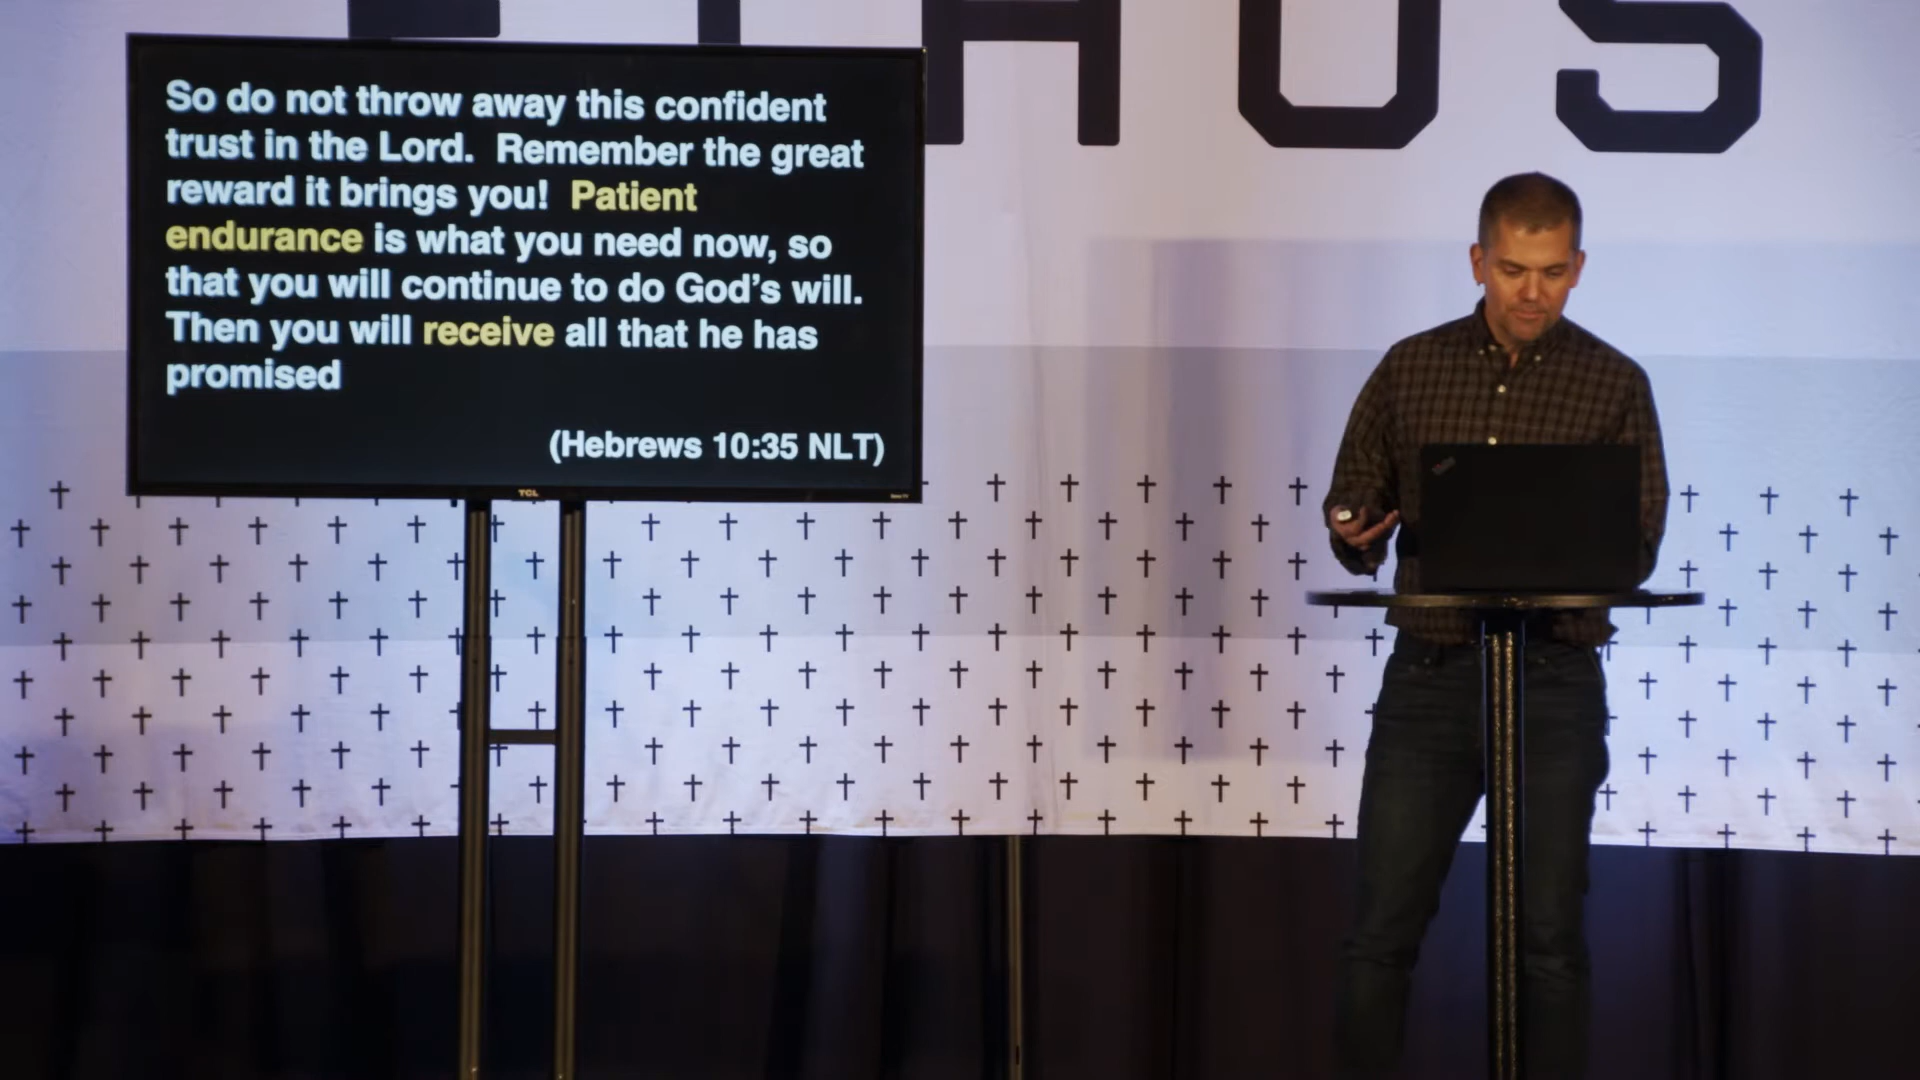 ETHOS
So do not throw away this confident
trust in the Lord.  Remember the great
reward it brings you!  Patient
endurance is what you need now, so
that you will continue to do God's will.
Then you will receive all that he has
promised
(Hebrews 10:35 NLT)
TCL